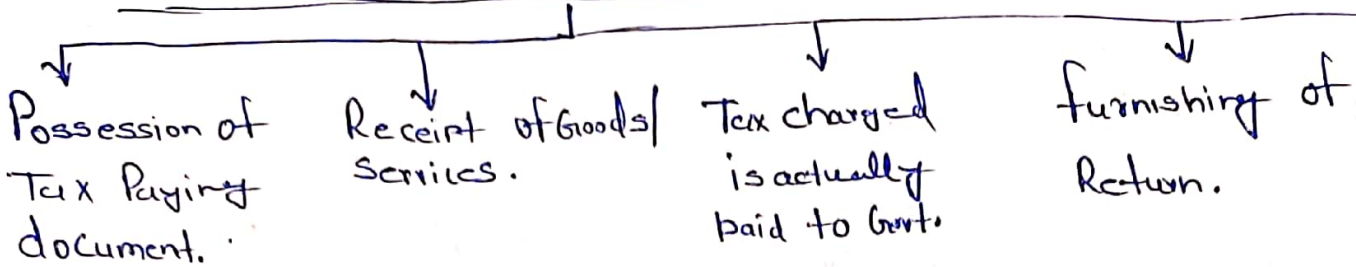 Possession of
Tax Paying
document.
Receipt of Goods/
Services.
Tax charged
is actually
paid to Govt.
furnishing of
Return.